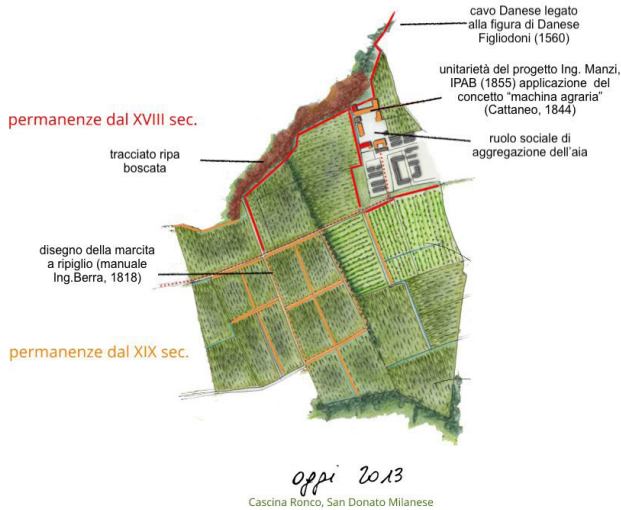 cavo Danese legato
alla figura di Danese
Figliodoni (1560)
unitarietà del progetto Ing. Manzi,
IPAB (1855) applicazione del
concetto “machina agraria”
(Cattaneo, 1844)
permanenze dal XVIII sec.
ruolo sociale di
aggregazione dell'aia
tracciato ripa
boscata
disegno della marcita
a ripiglio (manuale
Ing.Berra, 1818)
permanenze dal XIX sec.
oggi 2013
Cascina Ronco, San Donato Milanese